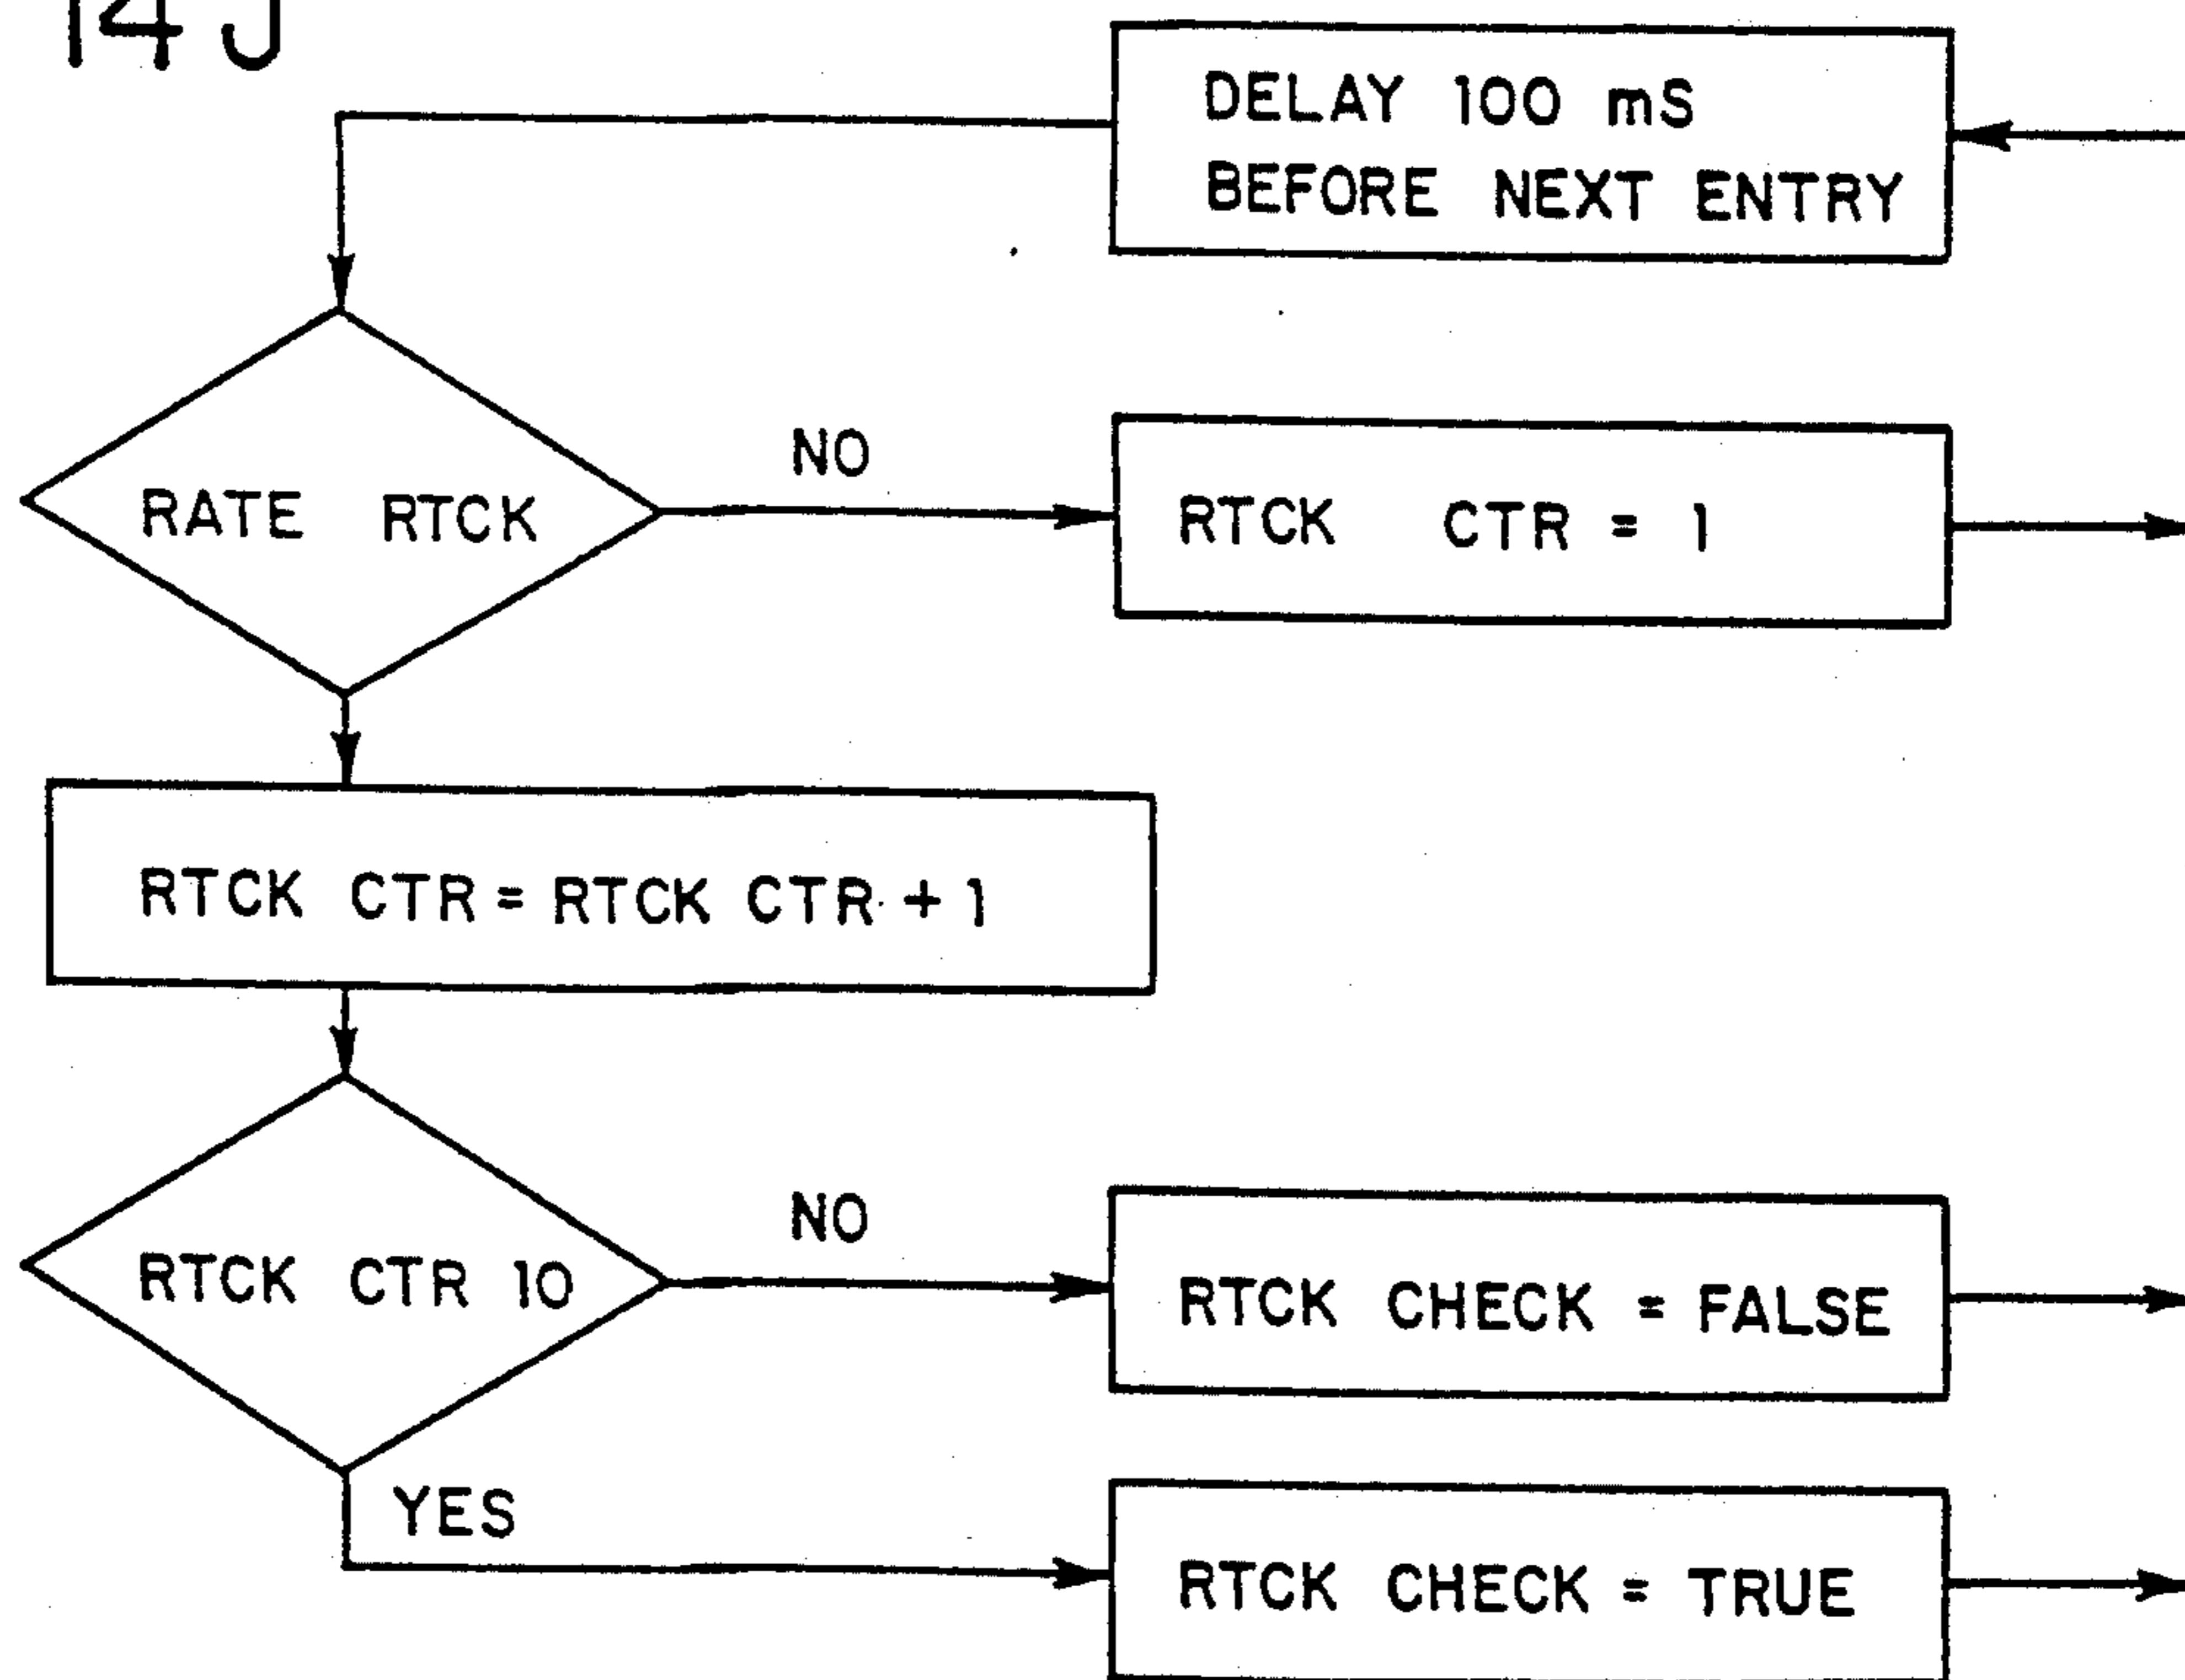 14J
DELAY 100 mS
BEFORE NEXT ENTRY
RATE RTCK
NO
RTCK CTR = 1
RTCK CTR = RTCK CTR + 1
RTCK CTR 10
NO
RTCK CHECK = FALSE
YES
RTCK CHECK = TRUE